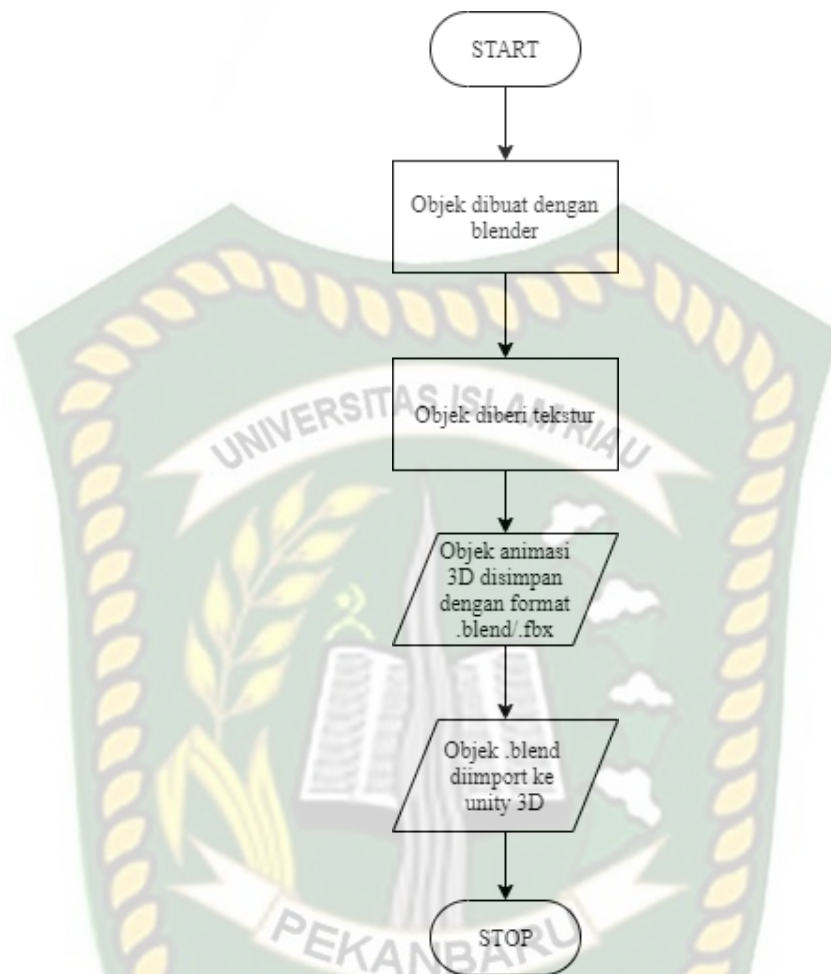 START
Objek dibuat dengan
blender
UNIVERSITAS ISLAM RIAU
Objek diberi tekstur
Objek animasi
3D disimpan
dengan format
.blend/.fbx
Objek .blend
diimport ke
unity 3D
PEKANBARU
STOP